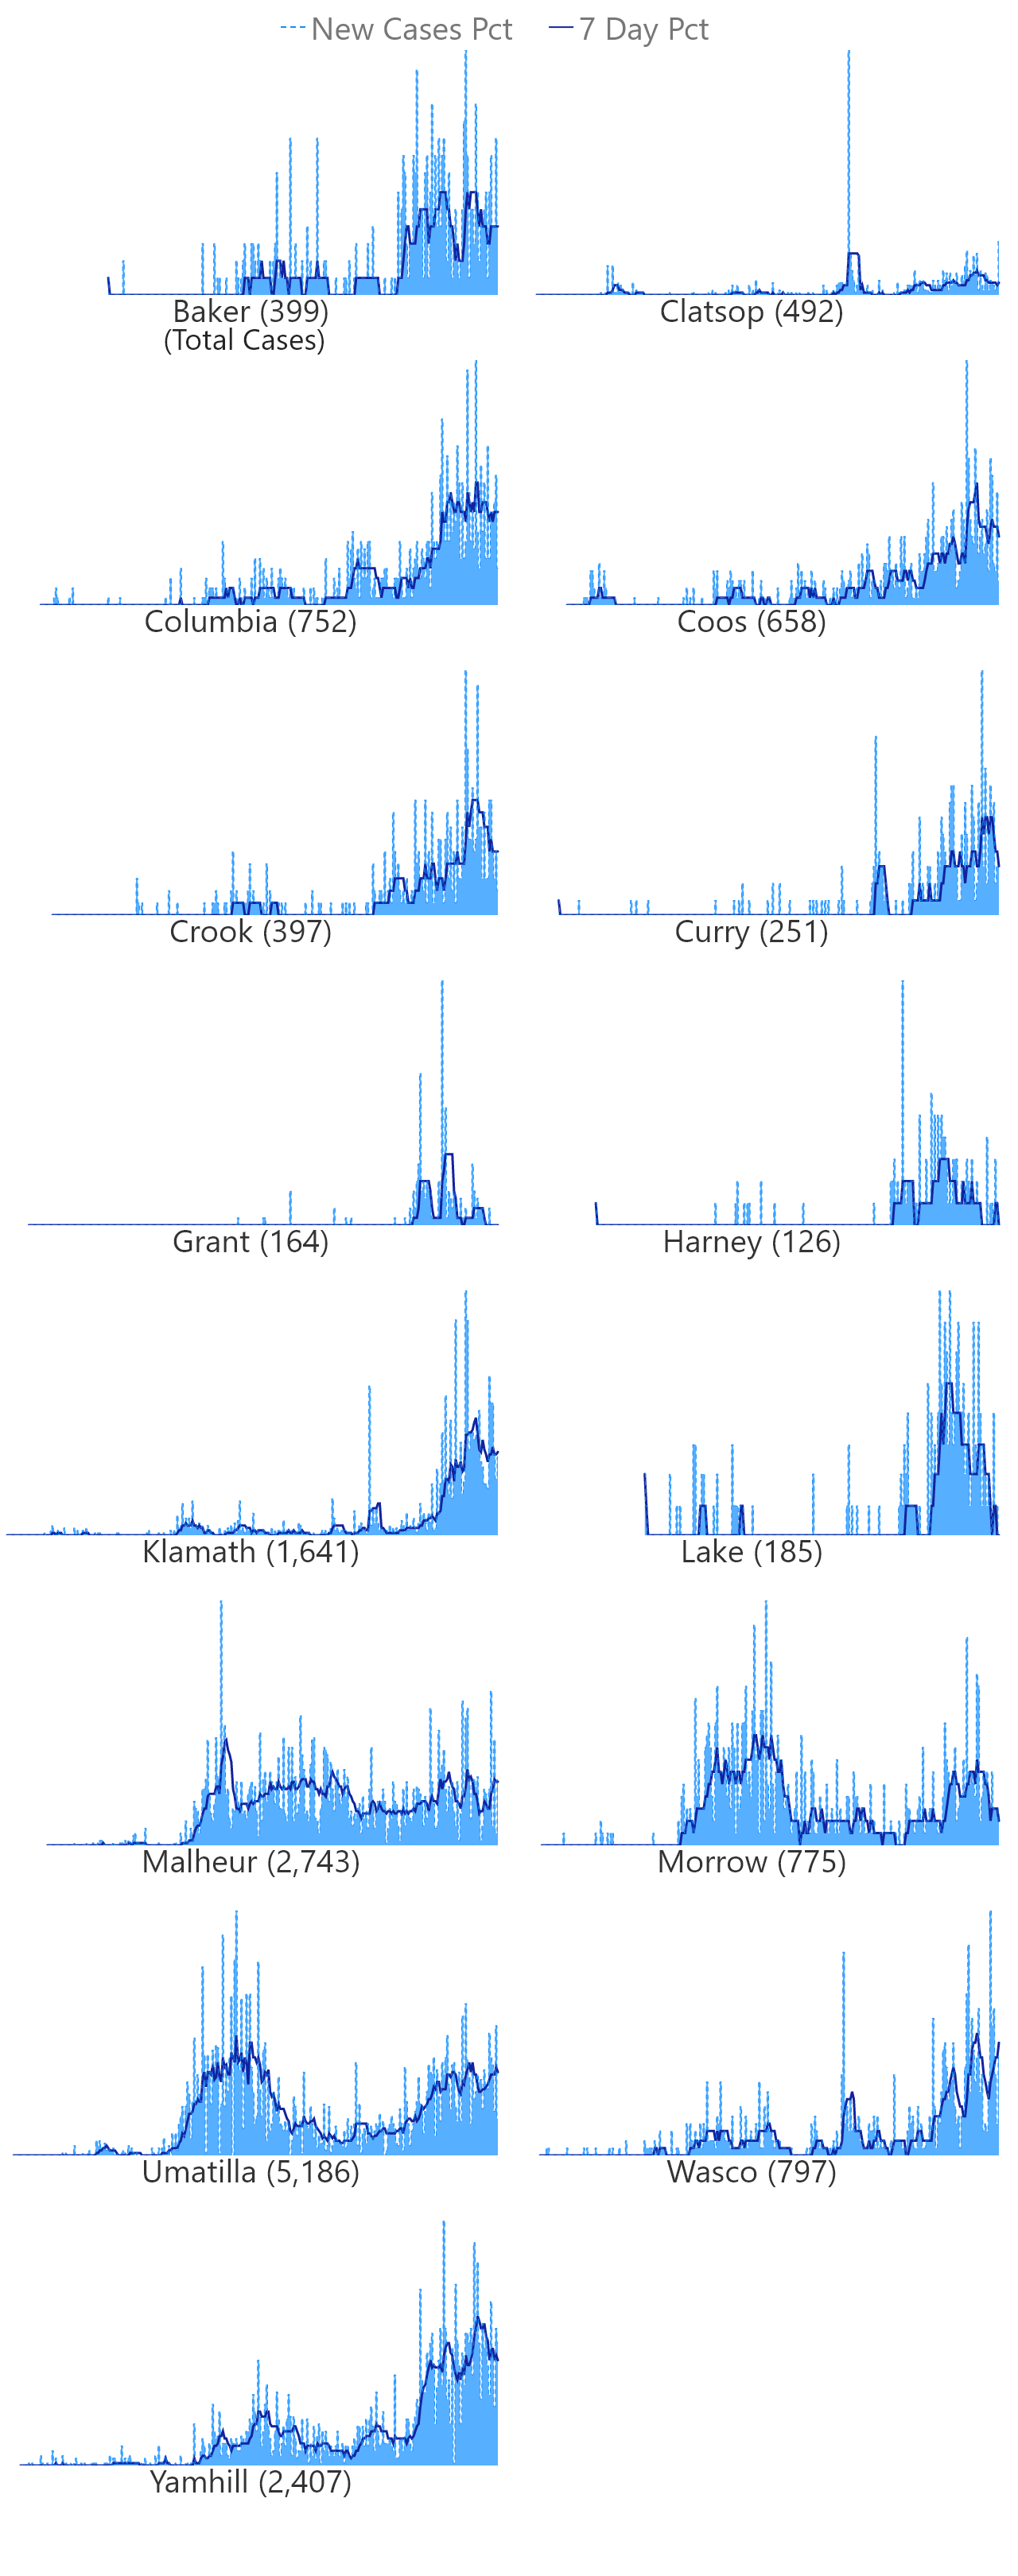 New Cases Pct 7 Day Pct
Baker (399) Clatsop (492)
(Total Cases)
Columbia (752) Coos (658)
Crook (397) Curry (251)
Grant (164) Harney (126)
Klamath (1,641) Lake (185)
Malheur (2,743) Morrow (775)
Umatilla (5,186) Wasco (797)
Yamhill (2,407)